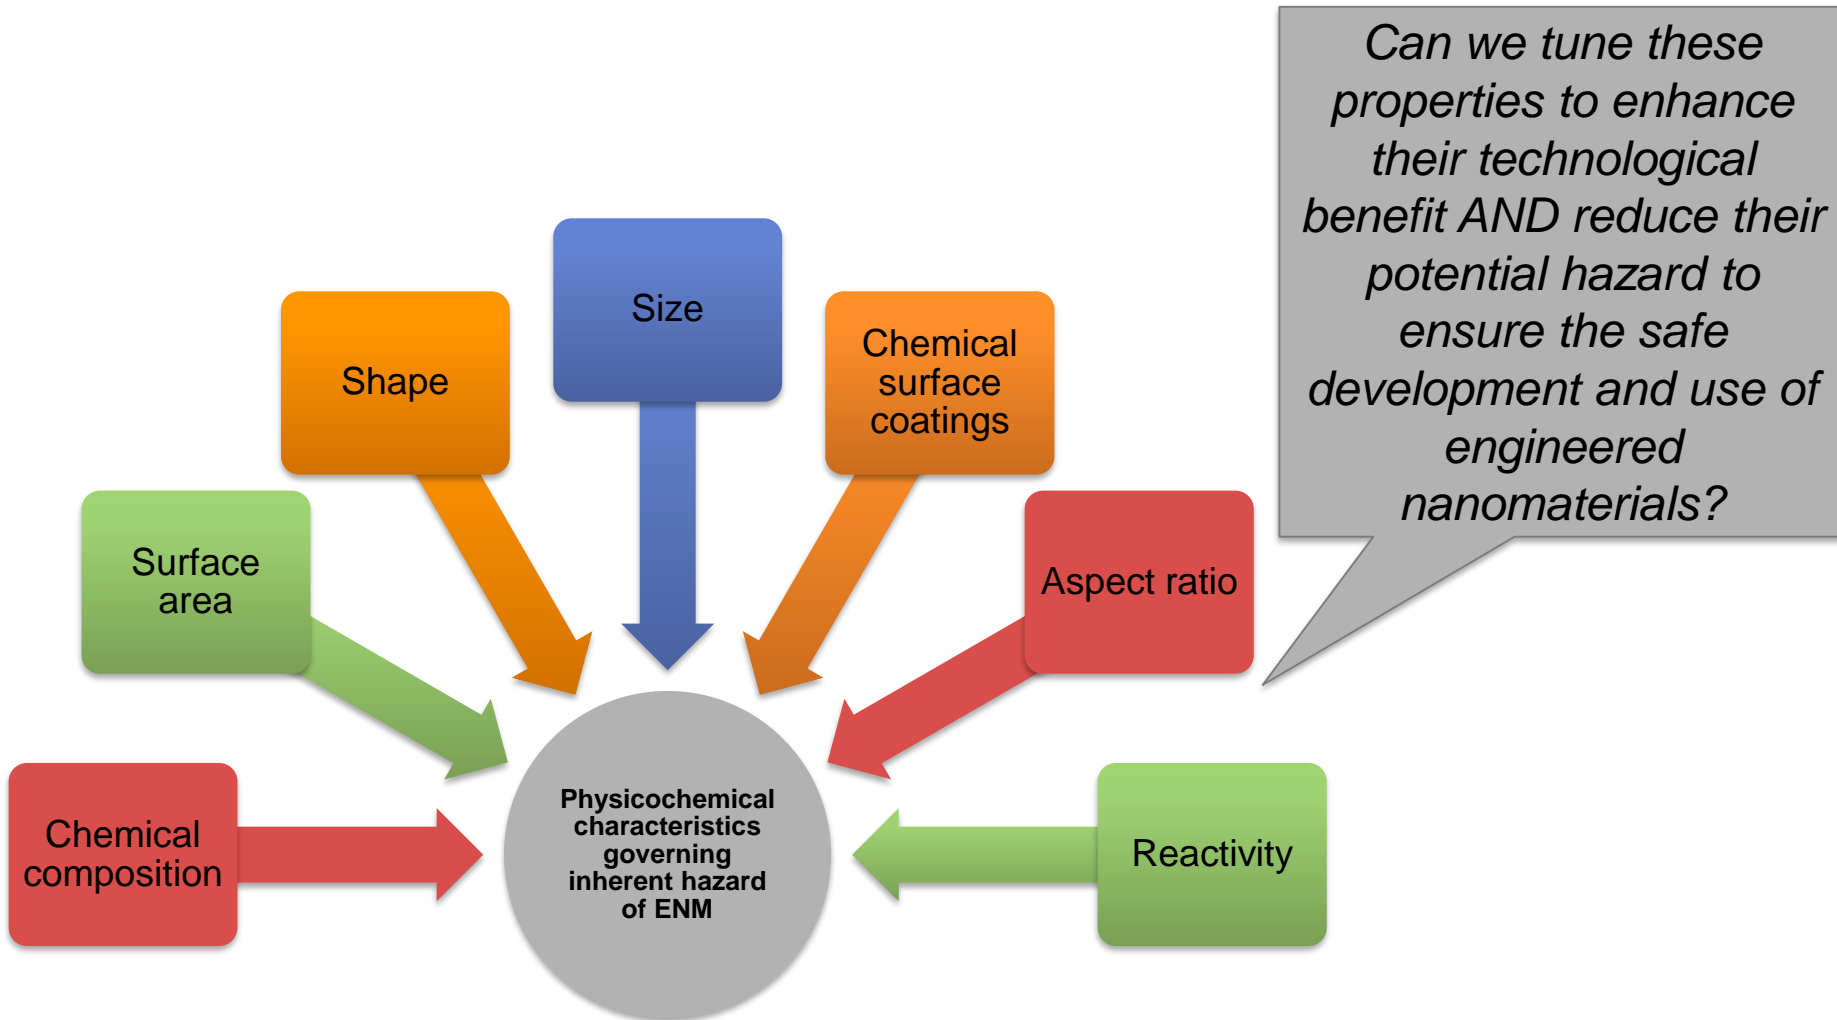 Can we tune these
properties to enhance
their technological
benefit AND reduce their
potential hazard to
ensure the safe
development and use of
engineered
nanomaterials?
Size
Shape
Chemical
surface
coatings
Surface
area
Aspect ratio
Chemical
composition
Physicochemical
characteristics
governing
inherent hazard
of ENM
Reactivity